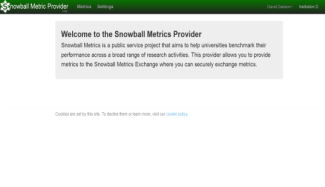 Snowball Metric Provider Metrics Settings
Welcome to the Snowball Metrics Provider
Snowball Metrics is a public service project that aims to help universities benchmark their
performance across a broad range of research activities. This provider allows you to provide
metrics to the Snowball Metrics Exchange where you can securely exchange metrics.
Cookies are set by this site. To decline them or learn more, visit our cookie policy.